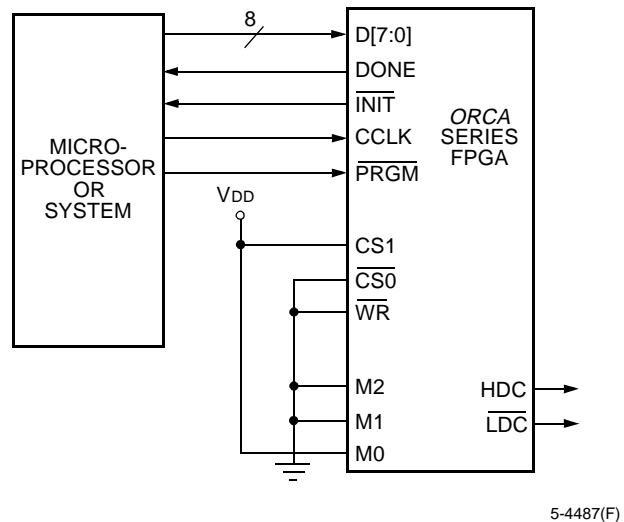 MICRO-
PROCESSOR
OR
SYSTEM
8
VDD
D[7:0]
DONE
INIT
CCLK
PRGM
CS1
CS0
WR
M2
M1
M0
ORCA
SERIES
FPGA
HDC
LDC
5-4487(F)